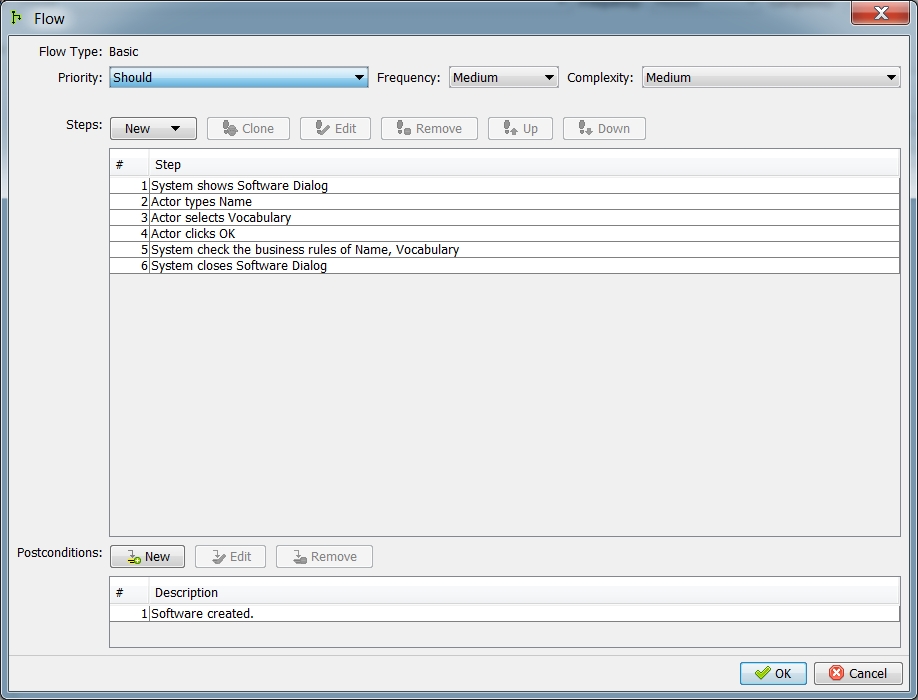 Flow
Flow Type: Basic
Priority: Should Frequency: Medium Complexity: Medium
Steps: New Clone Edit Remove Up Down
# Step
1 System shows Software Dialog
2 Actor types Name
3 Actor selects Vocabulary
4 Actor clicks OK
5 System check the business rules of Name, Vocabulary
6 System closes Software Dialog
Postconditions: New Edit Remove
# Description
1 Software created.
OK Cancel